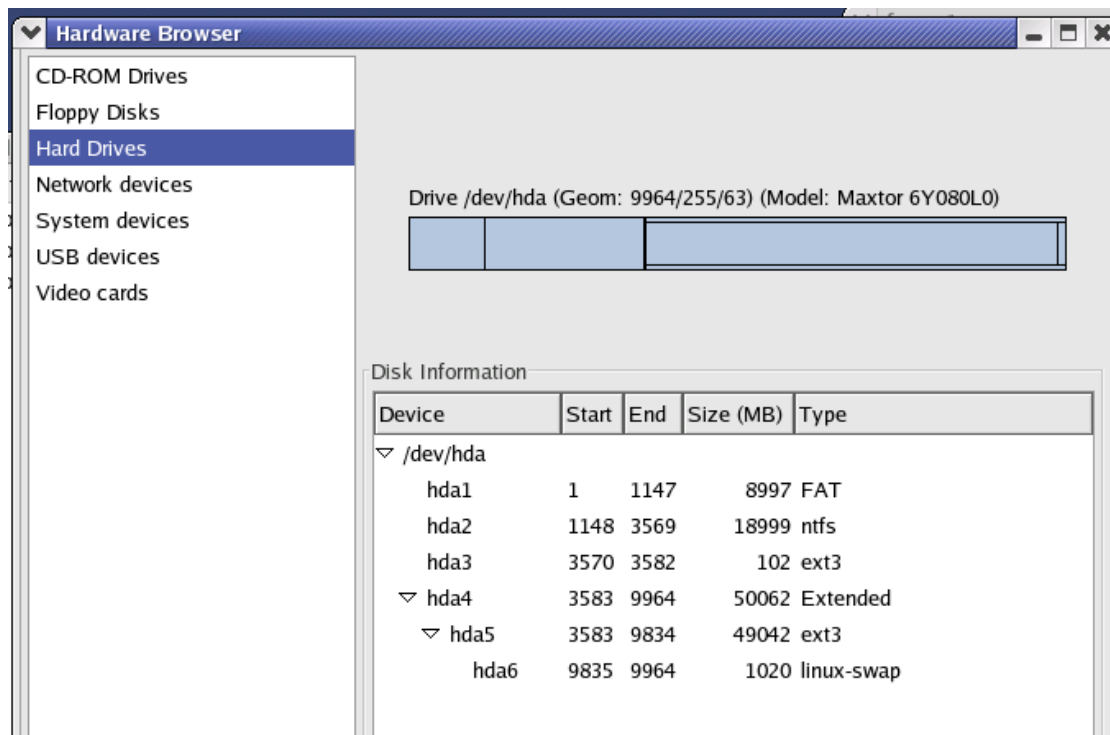 Hardware Browser
CD-ROM Drives
Floppy Disks
Hard Drives
Network devices
System devices
USB devices
Video cards
Drive /dev/hda (Geom: 9964/255/63) (Model: Maxtor 6Y080L0)
Disk Information
Device Start End Size (MB) Type
/dev/hda
hda1 1 1147 8997 FAT
hda2 1148 3569 18999 ntfs
hda3 3570 3582 102 ext3
hda4 3583 9964 50062 Extended
hda5 3583 9834 49042 ext3
hda6 9835 9964 1020 linux-swap